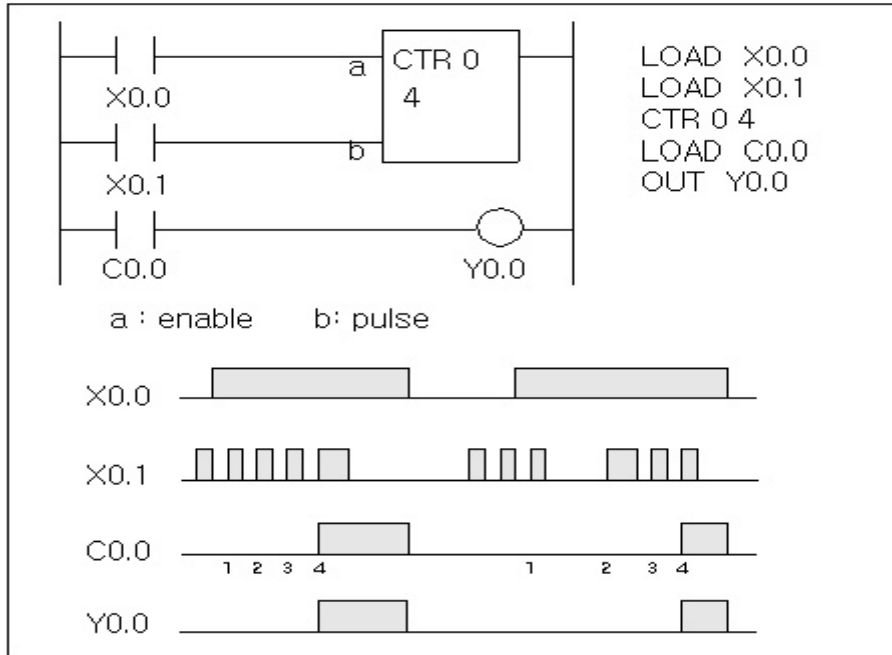 a
CTR 0
4
X0.0
b
X0.1
C0.0
Y0.0
LOAD X0.0
LOAD X0.1
CTR 0 4
LOAD C0.0
OUT Y0.0
a : enable b: pulse
X0.0
X0.1
C0.0
1 2 3 4 1 2 3 4
Y0.0